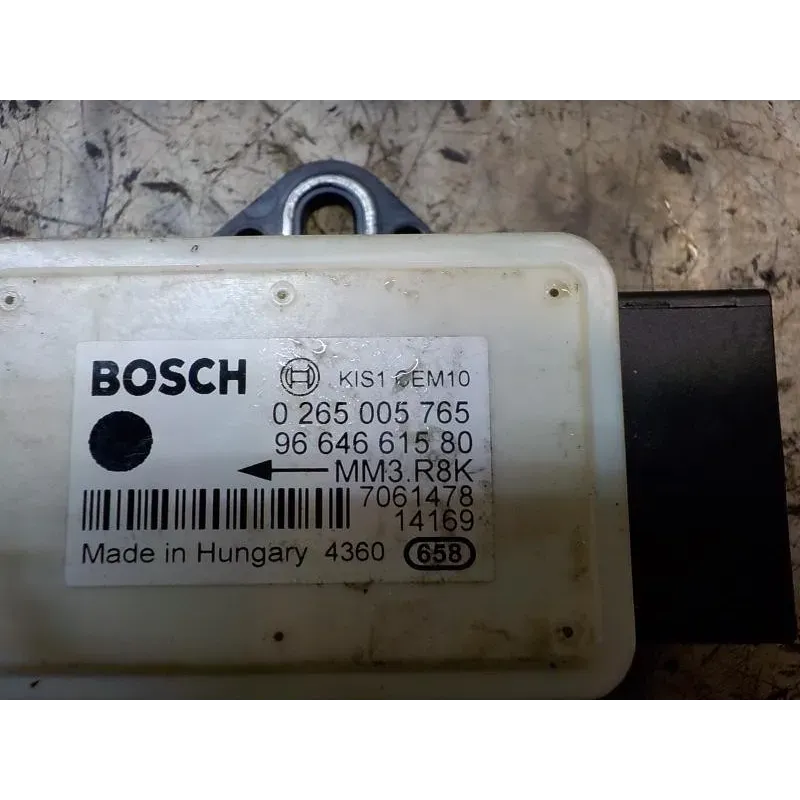 BOSCH KIS1 EM10
0 265 005 765
96 646 615 80
MM3.R8K
7061478
14169
Made in Hungary 4360 658